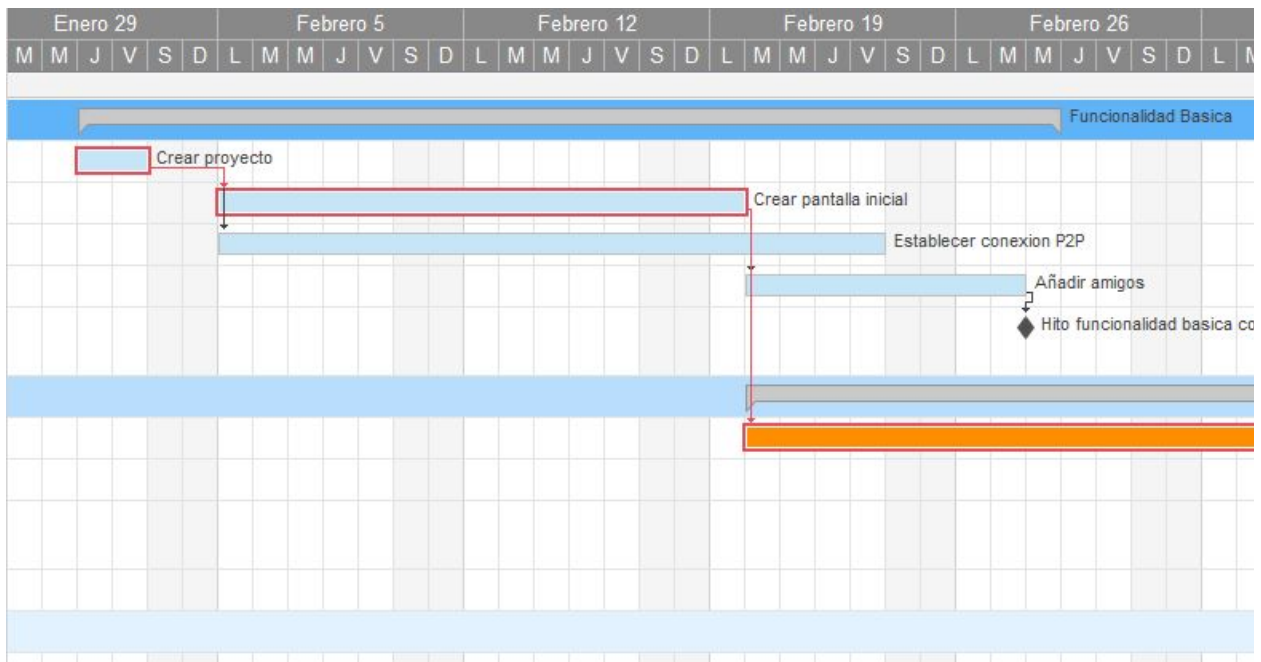 Enero 29 Febrero 5 Febrero 12 Febrero 19 Febrero 26
M M J V S D L M M J V S D L M M J V S D L M M J V S D L M M J V S D L
Funcionalidad Basica
Crear proyecto
Crear pantalla inicial
Establecer conexion P2P
Añadir amigos
Hito funcionalidad basica co